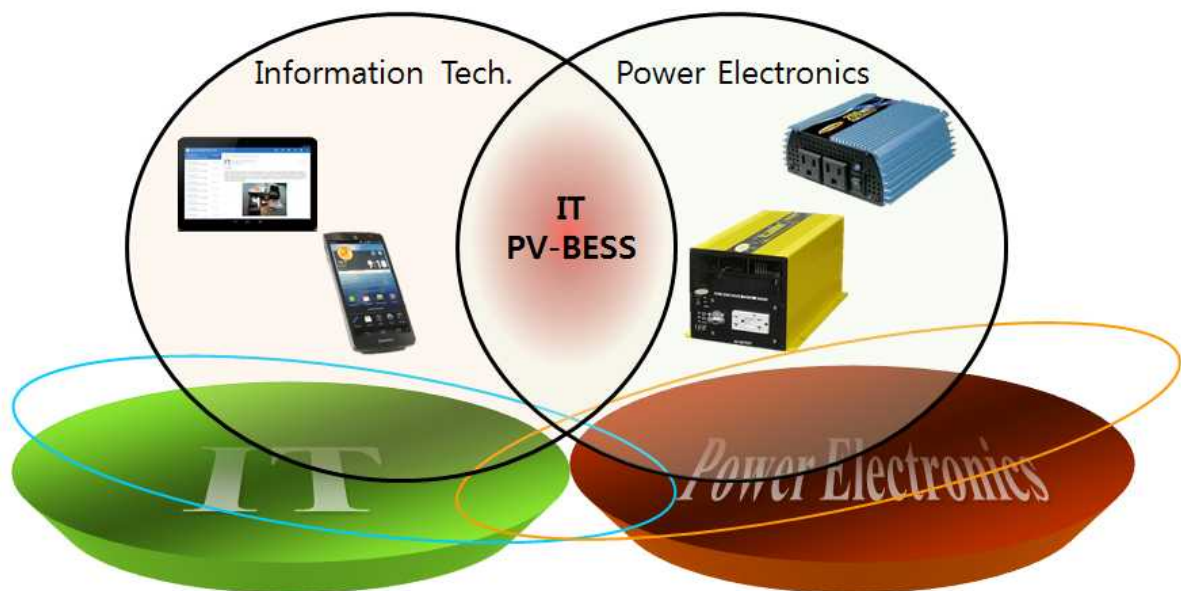 Information Tech.
Power Electronics
IT
PV-BESS
IT
Power Electronics